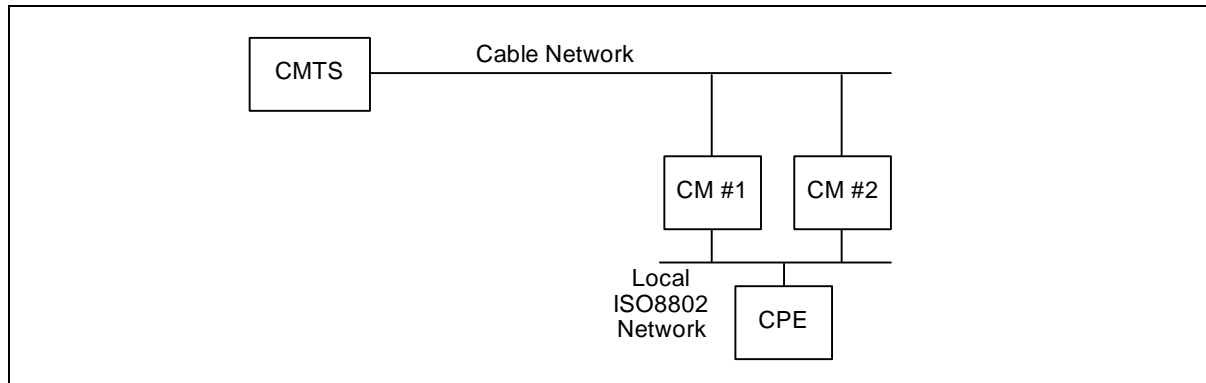 CMTS
Cable Network
CM #1
CM #2
Local
ISO8802
Network
CPE